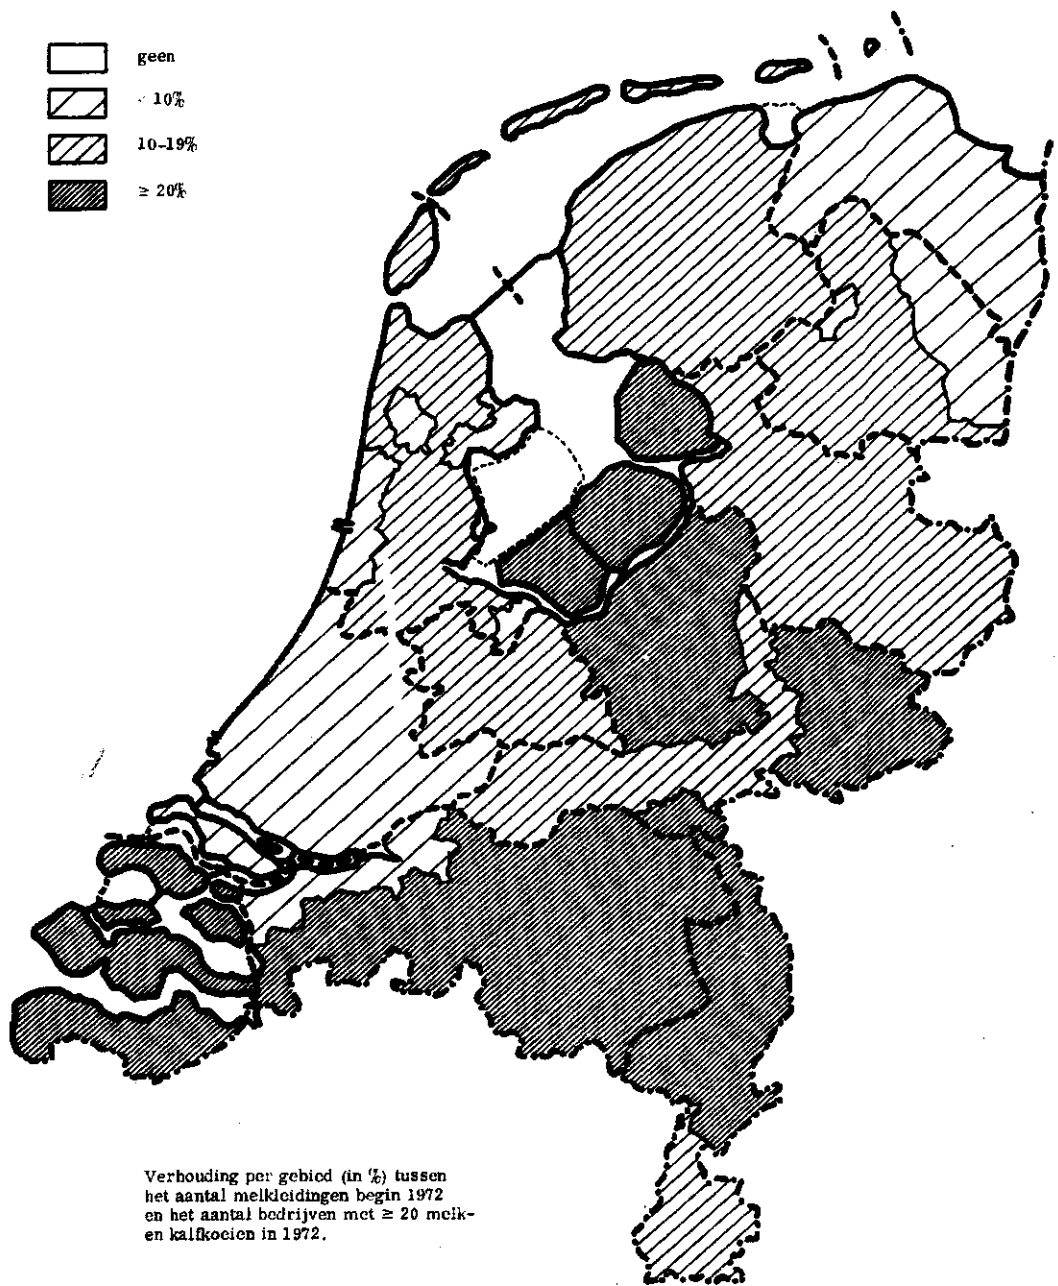 geen
< 10%
10-19%
≥ 20%
Verhouding per gebied (in %) tussen
het aantal melkleidingen begin 1972
en het aantal bedrijven met ≥ 20 melk-
en kalfkoeien in 1972.